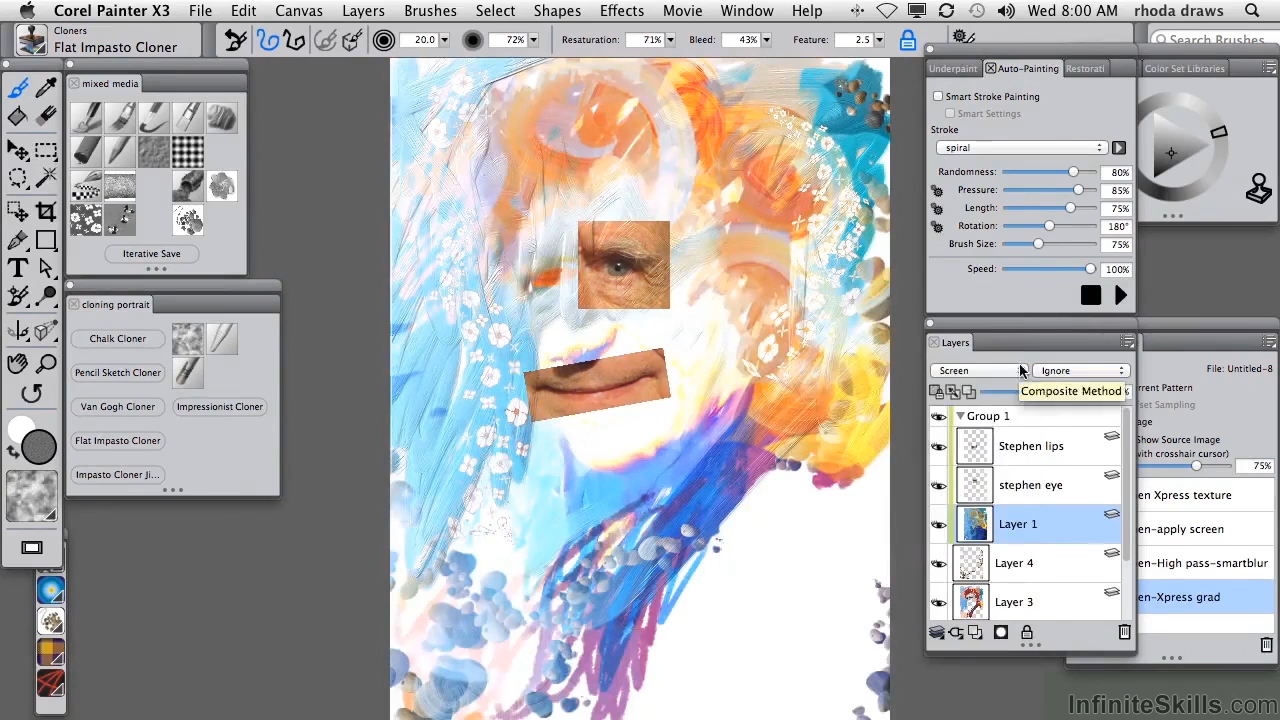 Corel Painter X3 File Edit Canvas Layers Brushes Select Shapes Effects Movie Window Help Wed 8:00 AM rhoda draws
Cloners
Flat Impasto Cloner
20.0 72% Resaturation: 71% Bleed: 43% Feature: 2.5
Search Brushes
mixed media
Iterative Save
cloning portrait
Chalk Cloner
Pencil Sketch Cloner
Van Gogh Cloner Impressionist Cloner
Flat Impasto Cloner
Impasto Cloner Ji...
Underpaint Auto-Painting Restorati Color Set Libraries
Smart Stroke Painting
Smart Settings
Stroke
spiral
Randomness: 80%
Pressure: 85%
Length: 75%
Rotation: 180°
Brush Size: 75%
Speed: 100%
Layers
Screen Ignore File: Untitled-8
Composite Method
Group 1
Stephen lips
stephen eye
Layer 1
Layer 4
Layer 3
rrent Pattern
set Sampling
age
Show Source Image
with crosshair cursor)
75%
en Xpress texture
en-apply screen
en-High pass-smartblur
en-Xpress grad
InfiniteSkills.com